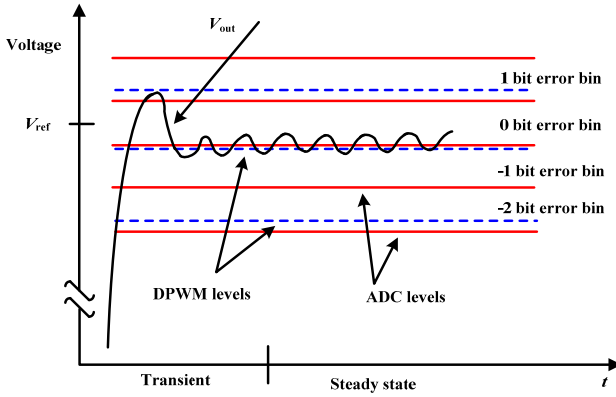 Vout
Voltage
1 bit error bin
Vref
0 bit error bin
-1 bit error bin
-2 bit error bin
DPWM levels
ADC levels
Transient
Steady state
t